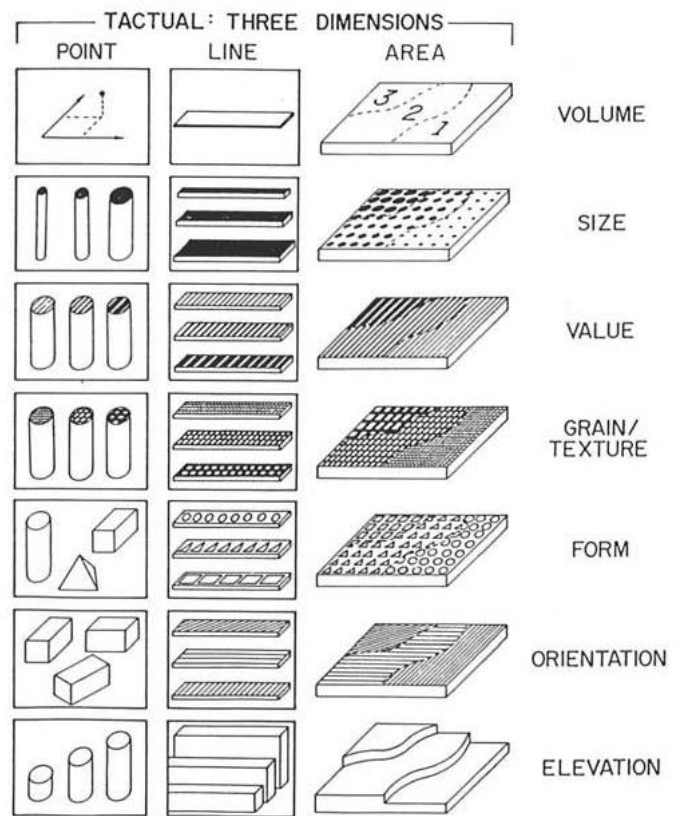 TACTUAL: THREE DIMENSIONS
POINT LINE AREA
3
2
1
VOLUME
SIZE
VALUE
GRAIN/
TEXTURE
FORM
ORIENTATION
ELEVATION